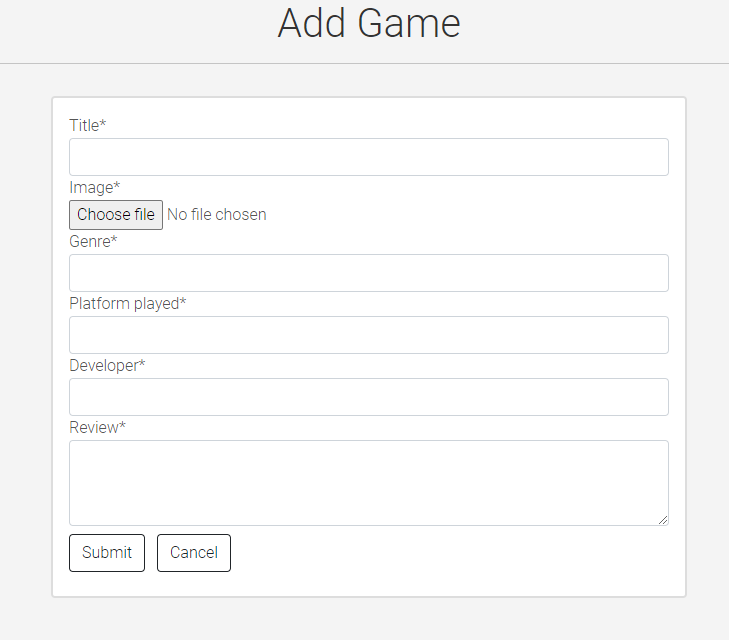 Add Game
Title*
Image*
Choose file No file chosen
Genre*
Platform played*
Developer*
Review*
Submit Cancel